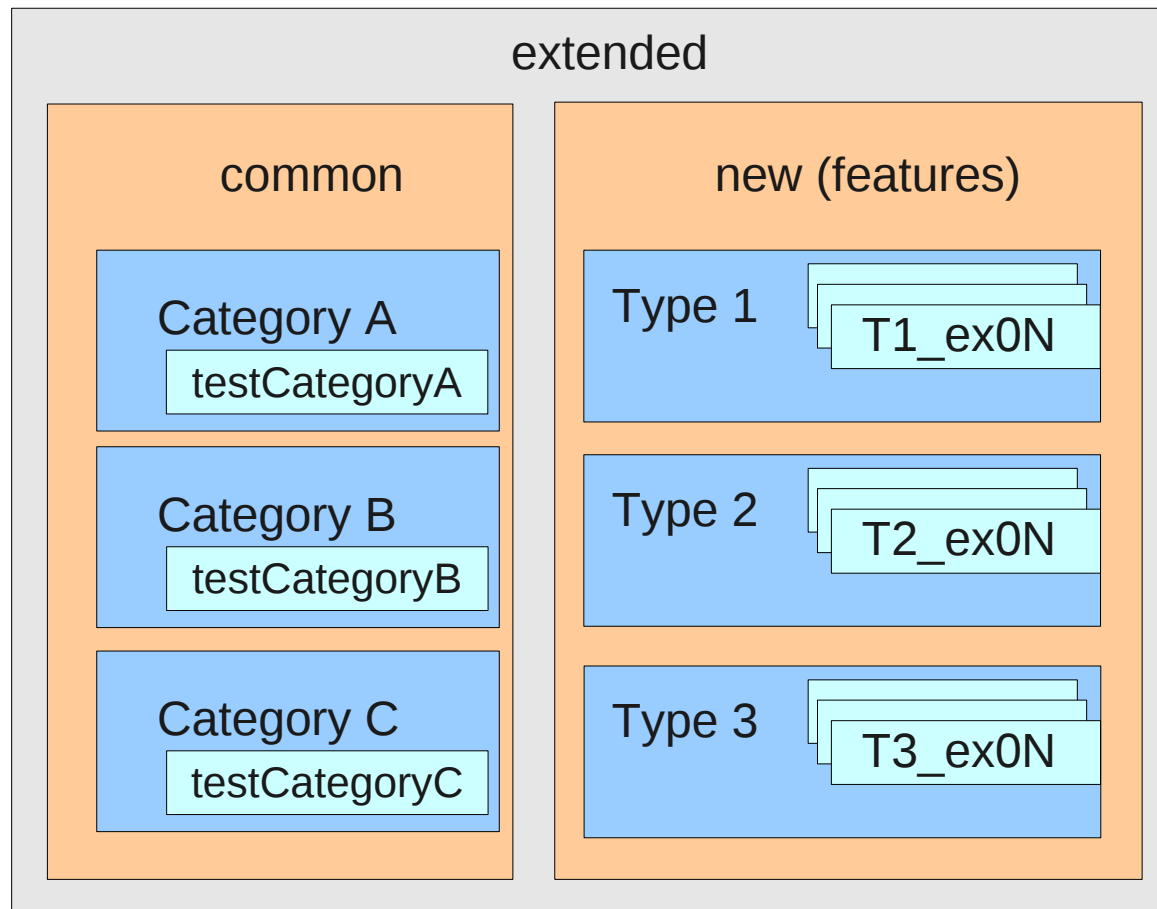 extended
common
Category A
testCategoryA
Category B
testCategoryB
Category C
testCategoryC
new (features)
Type 1
T1_ex0N
Type 2
T2_ex0N
Type 3
T3_ex0N